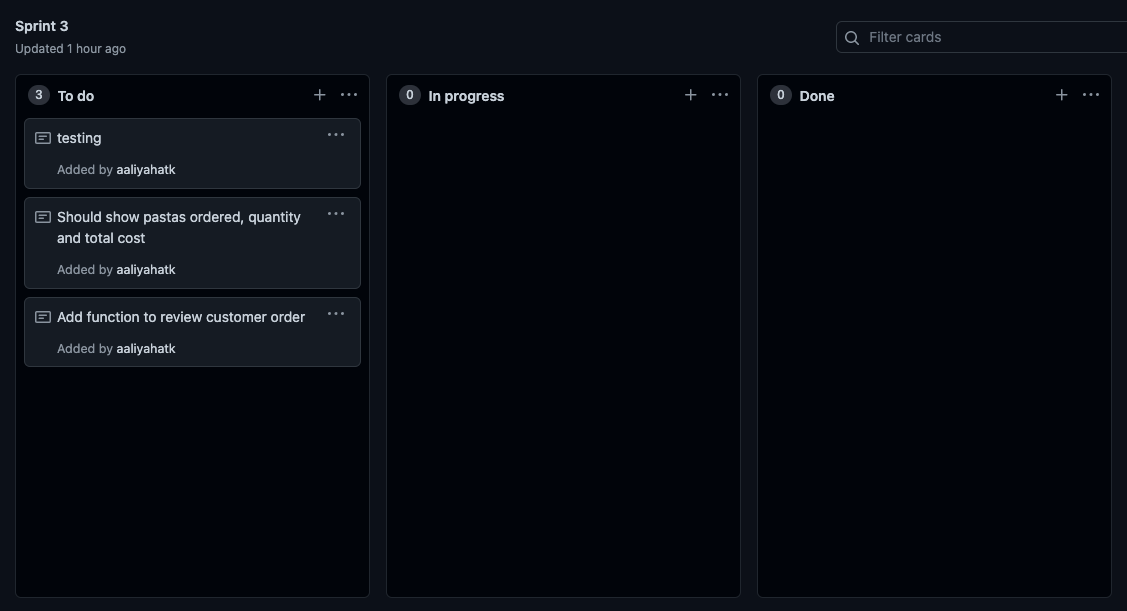 Sprint 3
Updated 1 hour ago
Filter cards
3 To do
testing
Added by aaliyahatk
Should show pastas ordered, quantity
and total cost
Added by aaliyahatk
Add function to review customer order
Added by aaliyahatk
0 In progress
0 Done